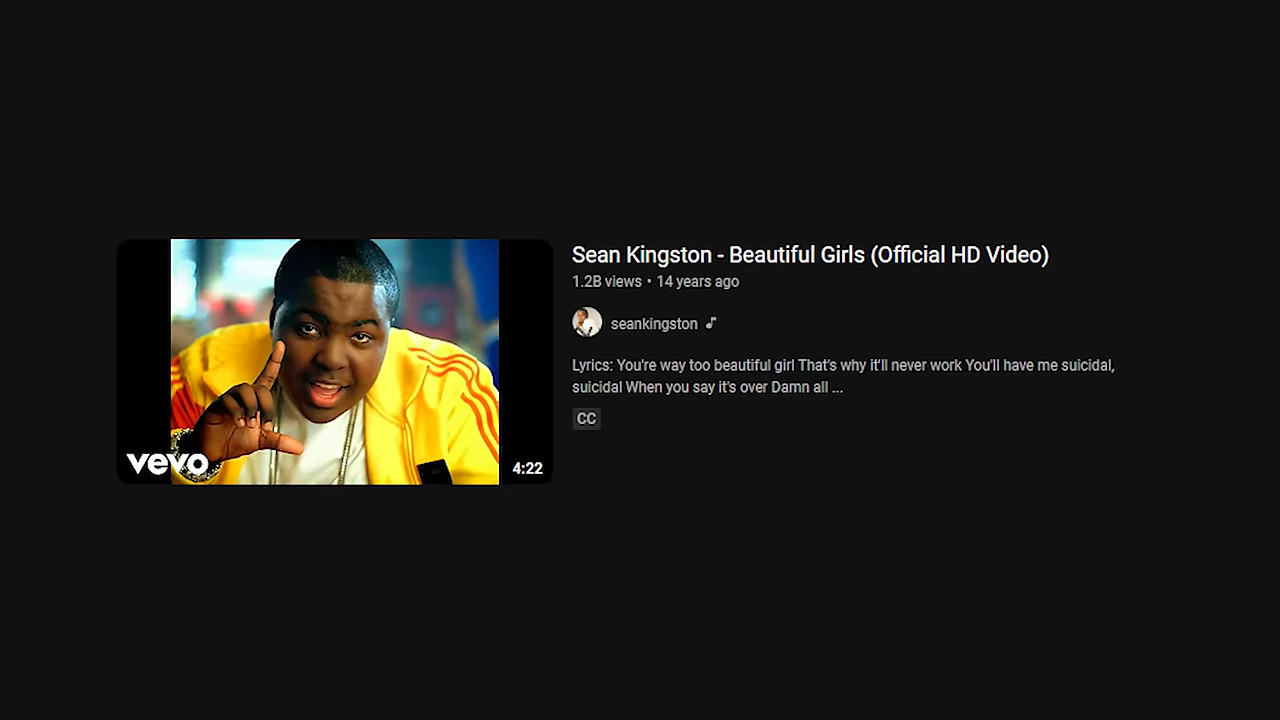 Sean Kingston - Beautiful Girls (Official HD Video)
1.2B views • 14 years ago
seankingston
Lyrics: You're way too beautiful girl That's why it'll never work You'll have me suicidal,
suicidal When you say it's over Damn all ...
CC
vevo
4:22